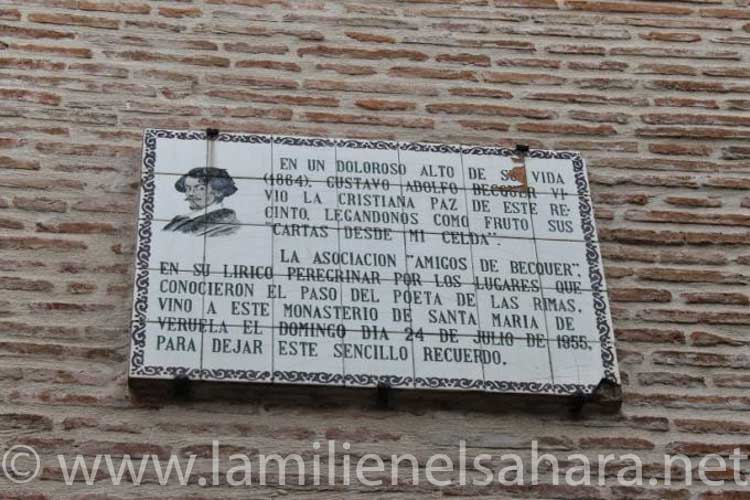 EN UN DOLOROSO ALTO DE SU VIDA
(1864), GUSTAVO ADOLFO BECQUER VI-
VIO LA CRISTIANA PAZ DE ESTE RE-
CINTO, LEGANDONOS COMO FRUTO SUS
"CARTAS DESDE MI CELDA".
LA ASOCIACION "AMIGOS DE BECQUER",
EN SU LIRICO PEREGRINAR POR LOS LUGARES QUE
CONOCIERON EL PASO DEL POETA DE LAS RIMAS,
VINO A ESTE MONASTERIO DE SANTA MARIA DE
VERUELA EL DOMINGO DIA 24 DE JULIO DE 1955,
PARA DEJAR ESTE SENCILLO RECUERDO.
© www.lamilienelsahara.net